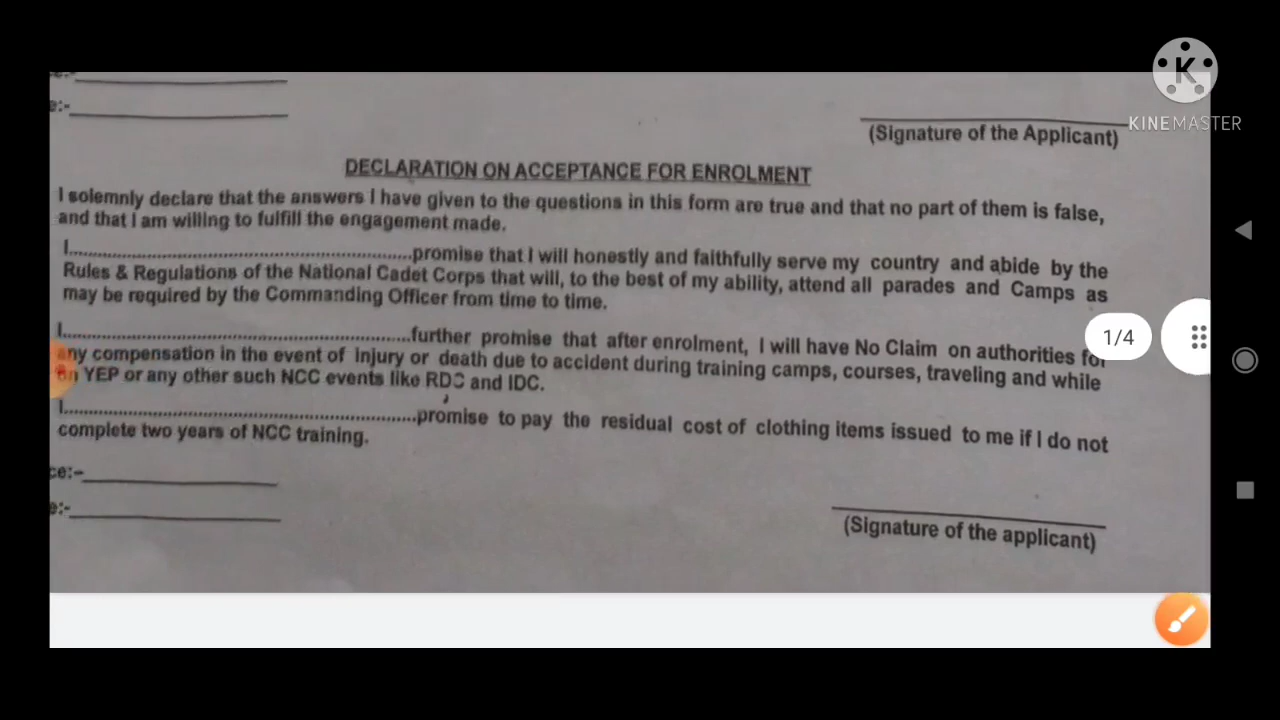 e:-
K
KINEMASTER
(Signature of the Applicant)
DECLARATION ON ACCEPTANCE FOR ENROLMENT
I solemnly declare that the answers I have given to the questions in this form are true and that no part of them is false,
and that I am willing to fulfill the engagement made.
I.............................................................promise that I will honestly and faithfully serve my country and abide by the
Rules & Regulations of the National Cadet Corps that will, to the best of my ability, attend all parades and Camps as
may be required by the Commanding Officer from time to time.
I.............................................................further promise that after enrolment, I will have No Claim on authorities for
any compensation in the event of injury or death due to accident during training camps, courses, traveling and while
on YEP or any other such NCC events like RDC and IDC.
1/4
I.............................................................promise to pay the residual cost of clothing items issued to me if I do not
complete two years of NCC training.
ce:-
e:-
(Signature of the applicant)